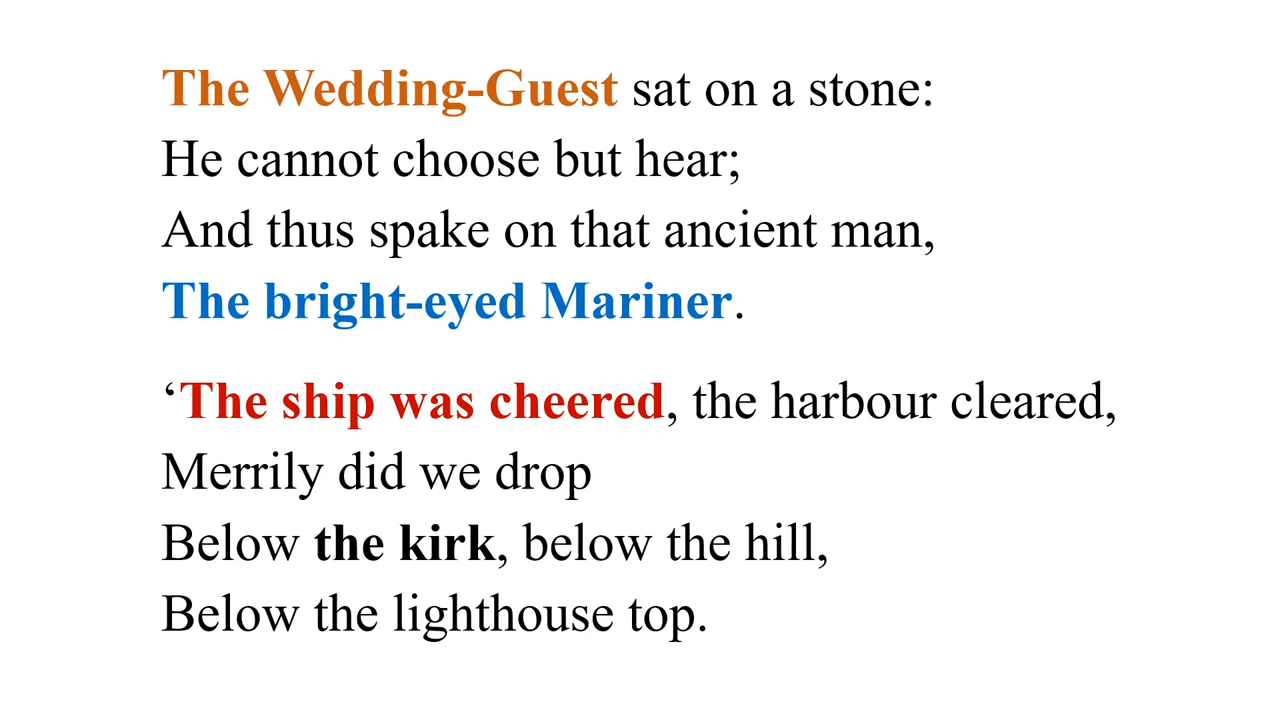 The Wedding-Guest sat on a stone:
He cannot choose but hear;
And thus spake on that ancient man,
The bright-eyed Mariner.
‘The ship was cheered, the harbour cleared,
Merrily did we drop
Below the kirk, below the hill,
Below the lighthouse top.